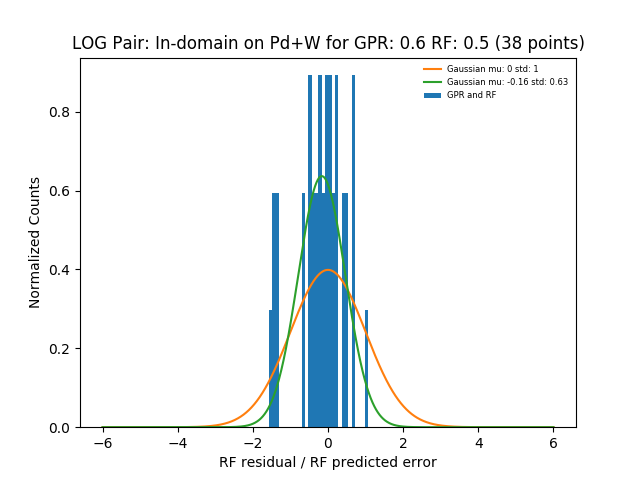 LOG Pair: In-domain on Pd+W for GPR: 0.6 RF: 0.5 (38 points)
Gaussian mu: 0 std: 1
Gaussian mu: -0.16 std: 0.63
GPR and RF
Normalized Counts
0.8
0.6
0.4
0.2
0.0
−6 −4 −2 0 2 4 6
RF residual / RF predicted error